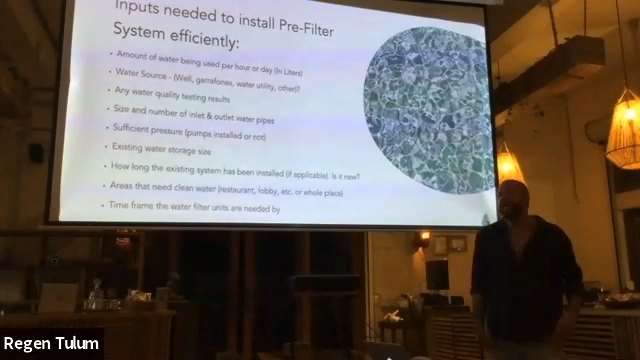 Inputs needed to install Pre-Filter
System efficiently:
• Amount of water being used per hour or day (In Liters)
• Water Source - (Well, garrafones, water utility, other)?
• Any water quality testing results
• Size and number of inlet & outlet water pipes
• Sufficient pressure (pumps installed or not)
• Existing water storage size
• How long the existing system has been installed (if applicable). Is it new?
• Areas that need clean water (restaurant, lobby, etc. or whole place)
• Time frame the water filter units are needed by
Regen Tulum